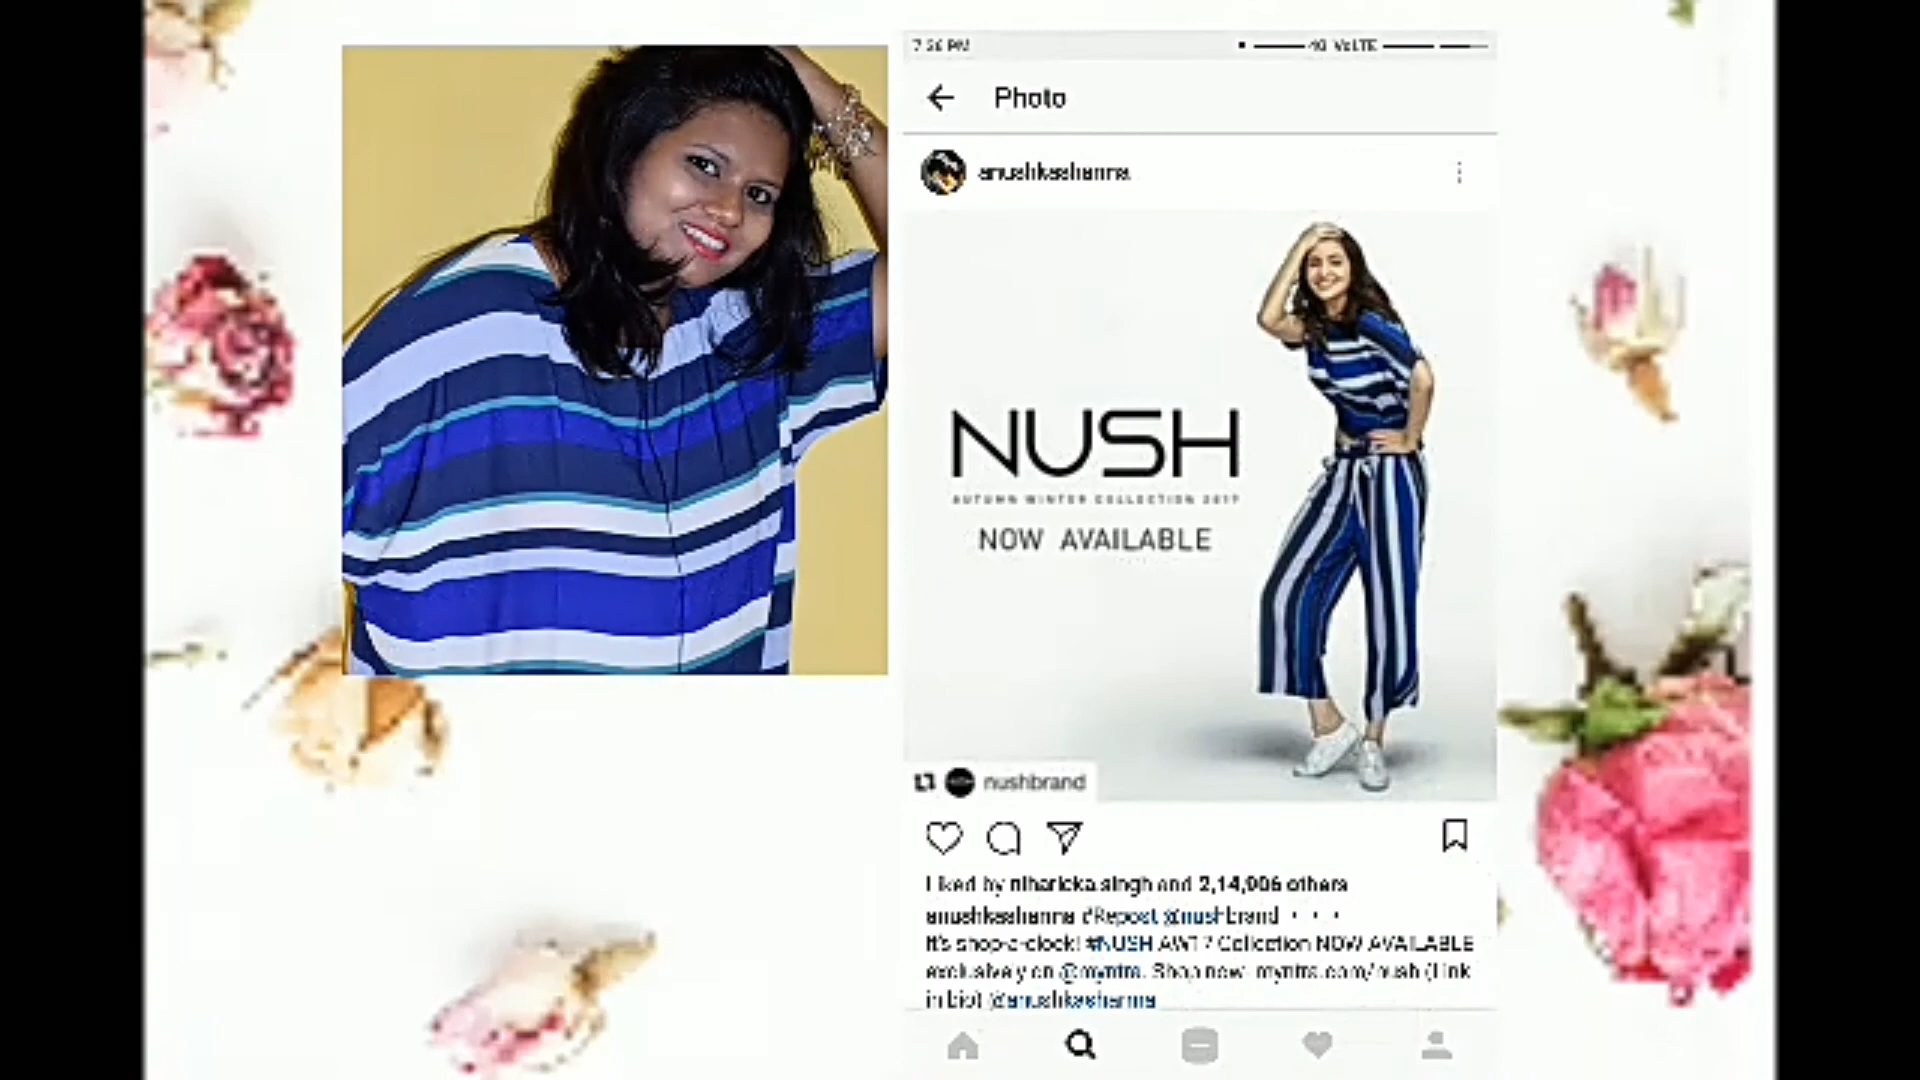 7:26 PM
4G VoLTE
Photo
anushkasharma
NUSH
AUTUMN WINTER COLLECTION 2017
NOW AVAILABLE
nushbrand
Liked by niharicka.singh and 2,14,906 others
anushkasharma #Repost @nushbrand • • •
It's shop-o-clock! #NUSH AW17 Collection NOW AVAILABLE
exclusively on @myntra. Shop now- myntra.com/nush (Link
in bio) @anushkasharma